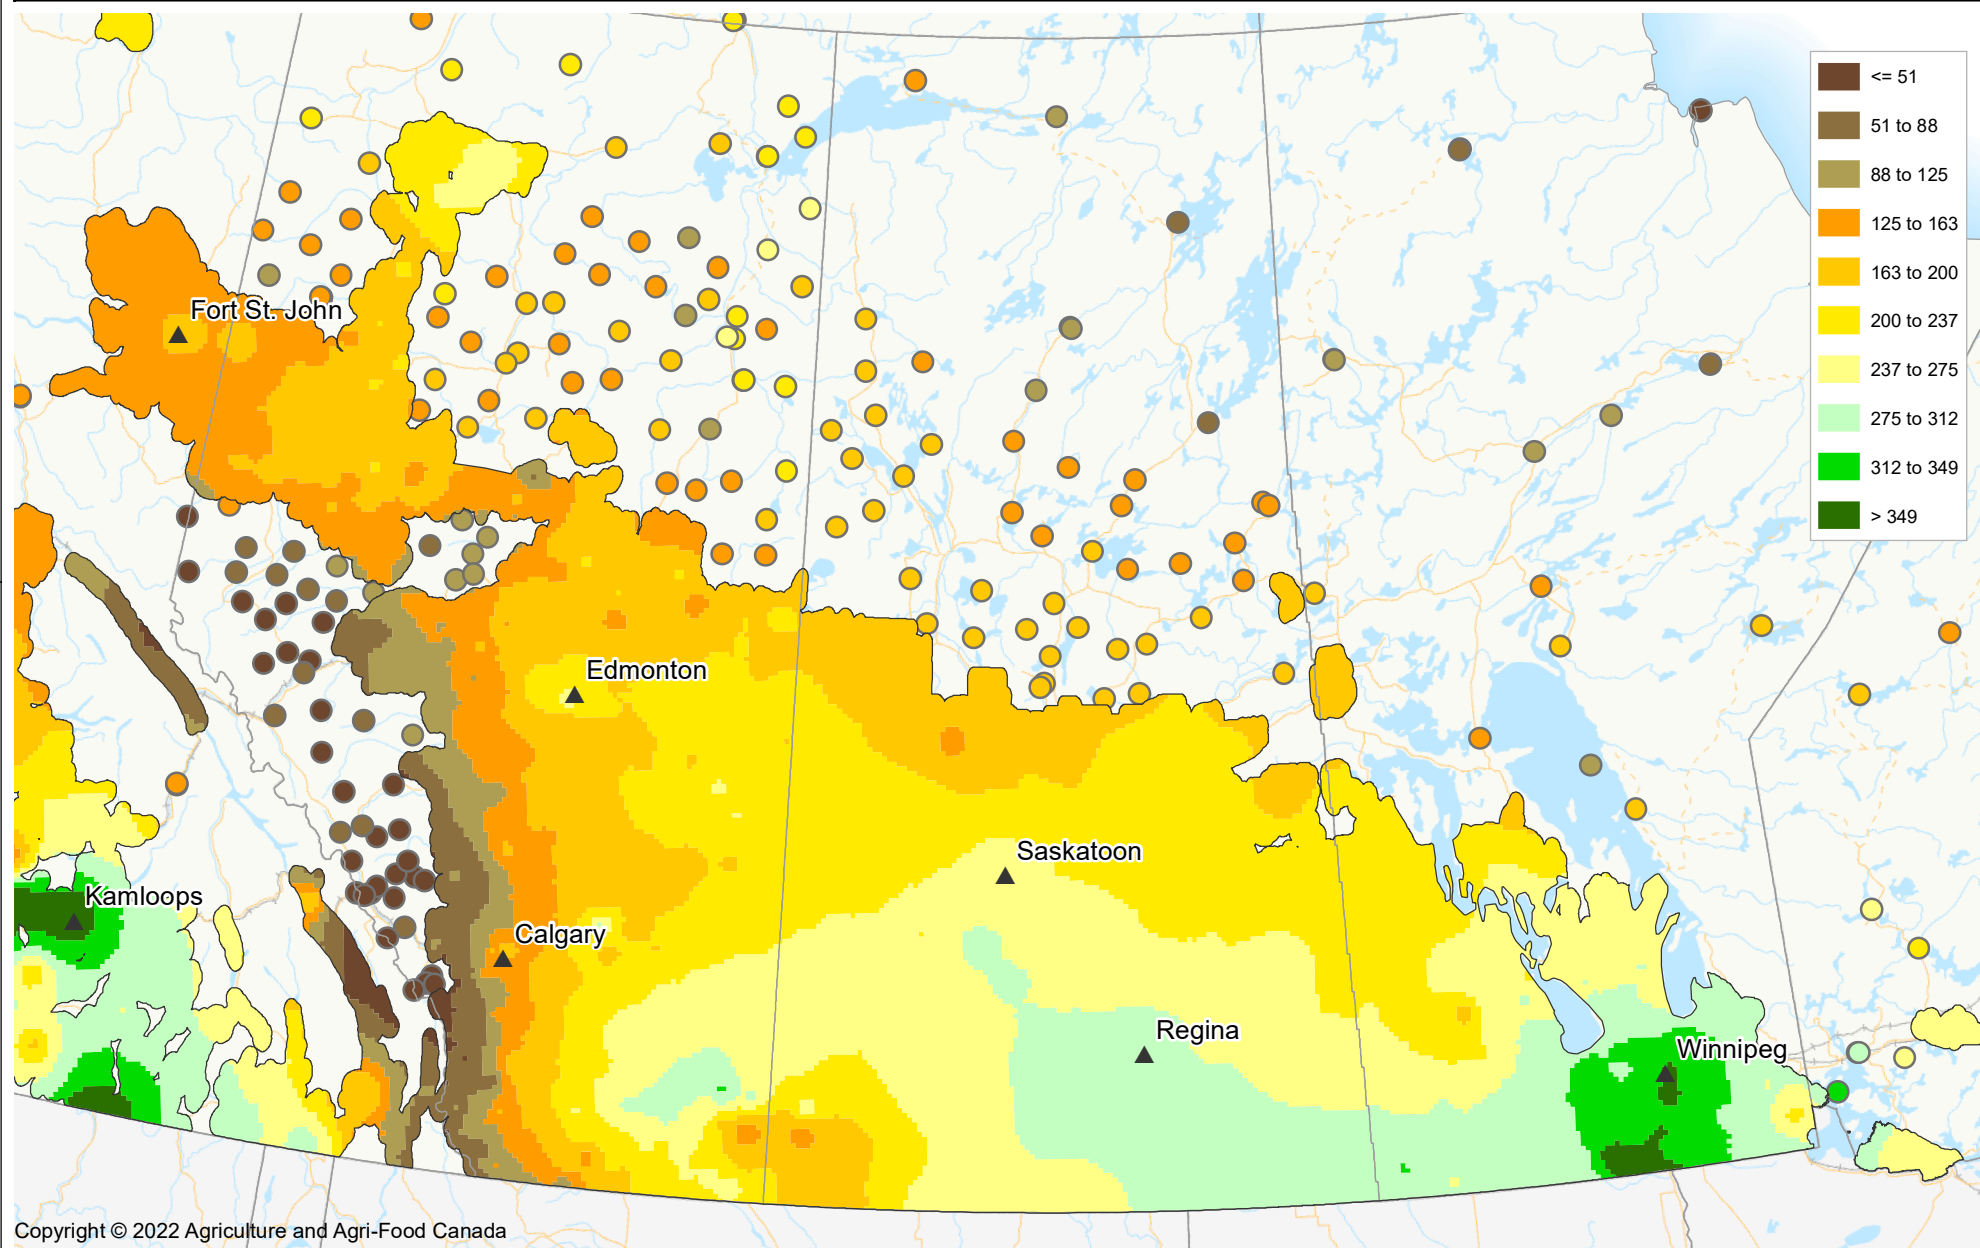 <= 51
51 to 88
88 to 125
125 to 163
163 to 200
200 to 237
237 to 275
275 to 312
312 to 349
> 349
Fort St. John
Edmonton
Saskatoon
Kamloops
Calgary
Regina
Winnipeg
Copyright © 2022 Agriculture and Agri-Food Canada